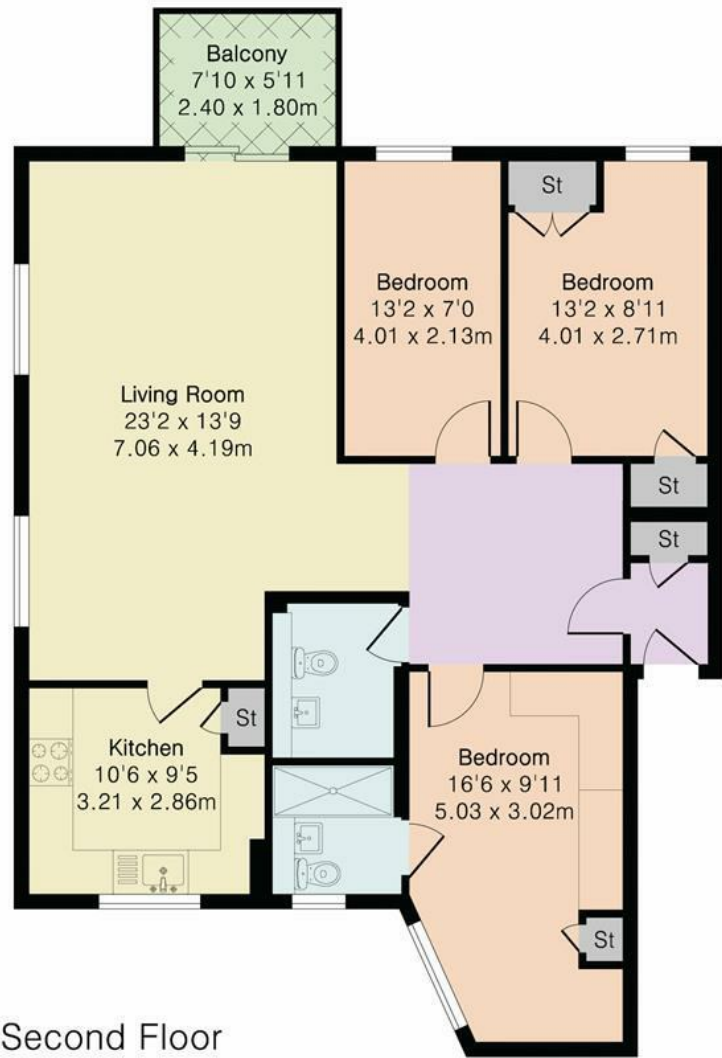 Balcony
7'10 x 5'11
2.40 x 1.80m
St
Bedroom
13'2 x 7'0
4.01 x 2.13m
Bedroom
13'2 x 8'11
4.01 x 2.71m
Living Room
23'2 x 13'9
7.06 x 4.19m
St
St
St
Kitchen
10'6 x 9'5
3.21 x 2.86m
Bedroom
16'6 x 9'11
5.03 x 3.02m
St
Second Floor